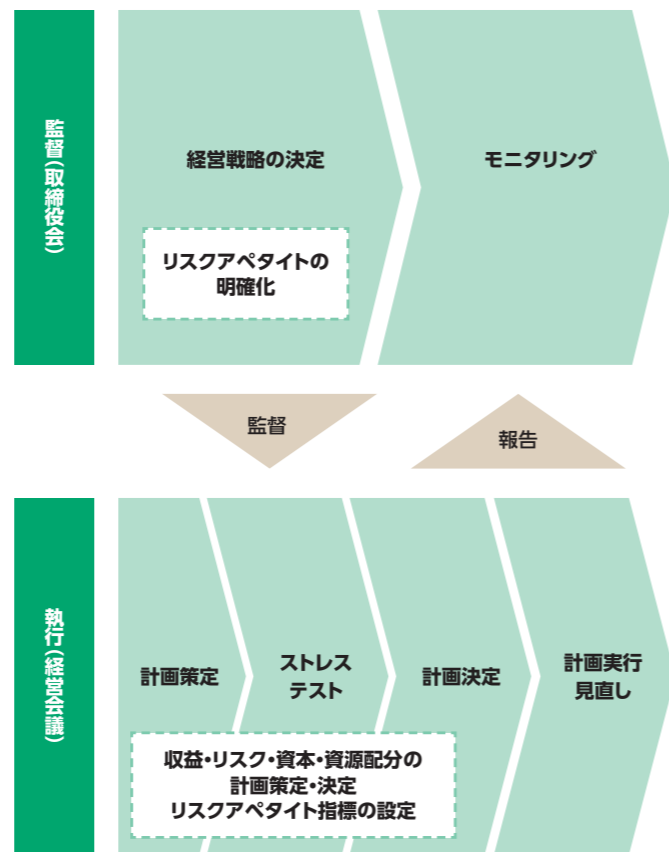 監督(取締役会)
経営戦略の決定
モニタリング
リスクアペタイトの
明確化
監督
報告
執行(経営会議)
計画策定
ストレス
テスト
計画決定
計画実行
見直し
収益・リスク・資本・資源配分の
計画策定・決定
リスクアペタイト指標の設定